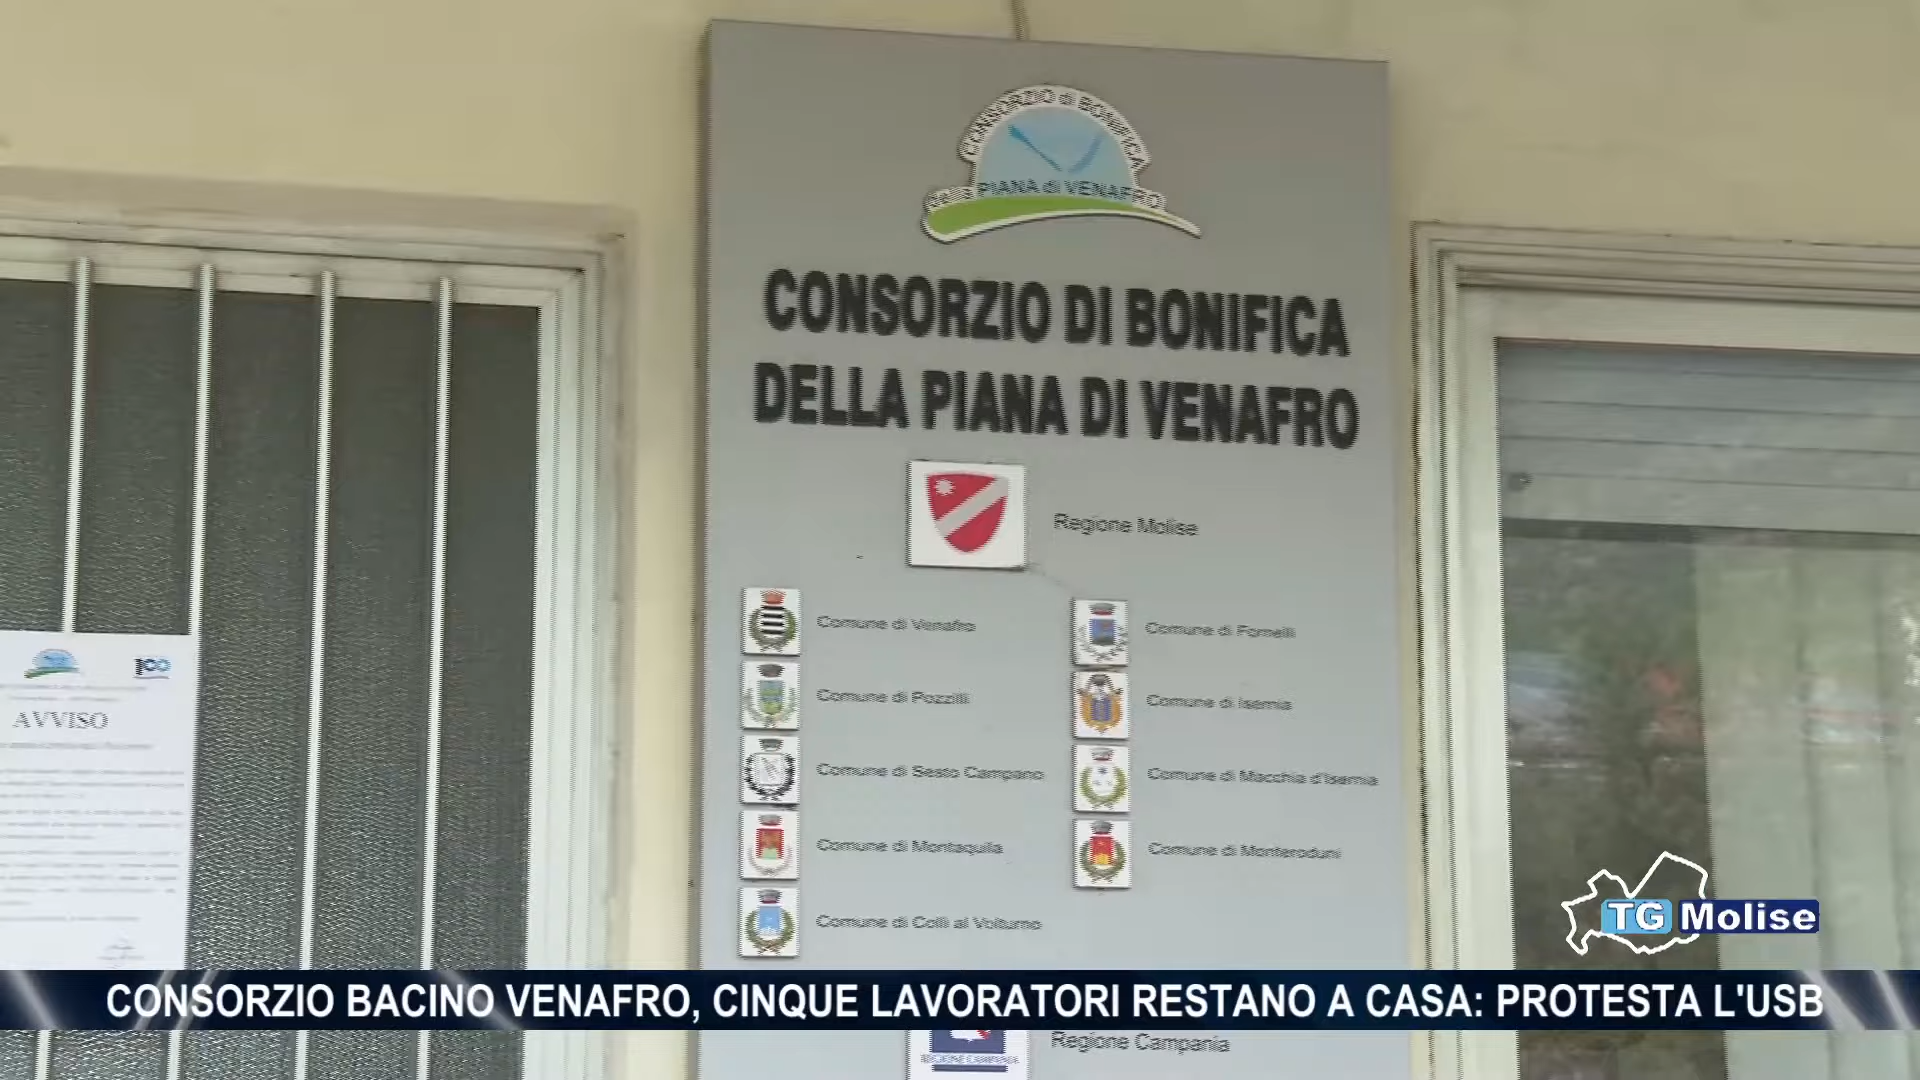 CONSORZIO di BONIFICA
della PIANA di VENAFRO
CONSORZIO DI BONIFICA
DELLA PIANA DI VENAFRO
Regione Molise
Comune di Venafro
Comune di Fornelli
Comune di Pozzilli
Comune di Isernia
Comune di Sesto Campano
Comune di Macchia d'Isernia
Comune di Montaquila
Comune di Monteroduni
Comune di Colli al Volturno
100
AVVISO
TG Molise
CONSORZIO BACINO VENAFRO, CINQUE LAVORATORI RESTANO A CASA: PROTESTA L'USB
REGIONE CAMPANIA
Regione Campania